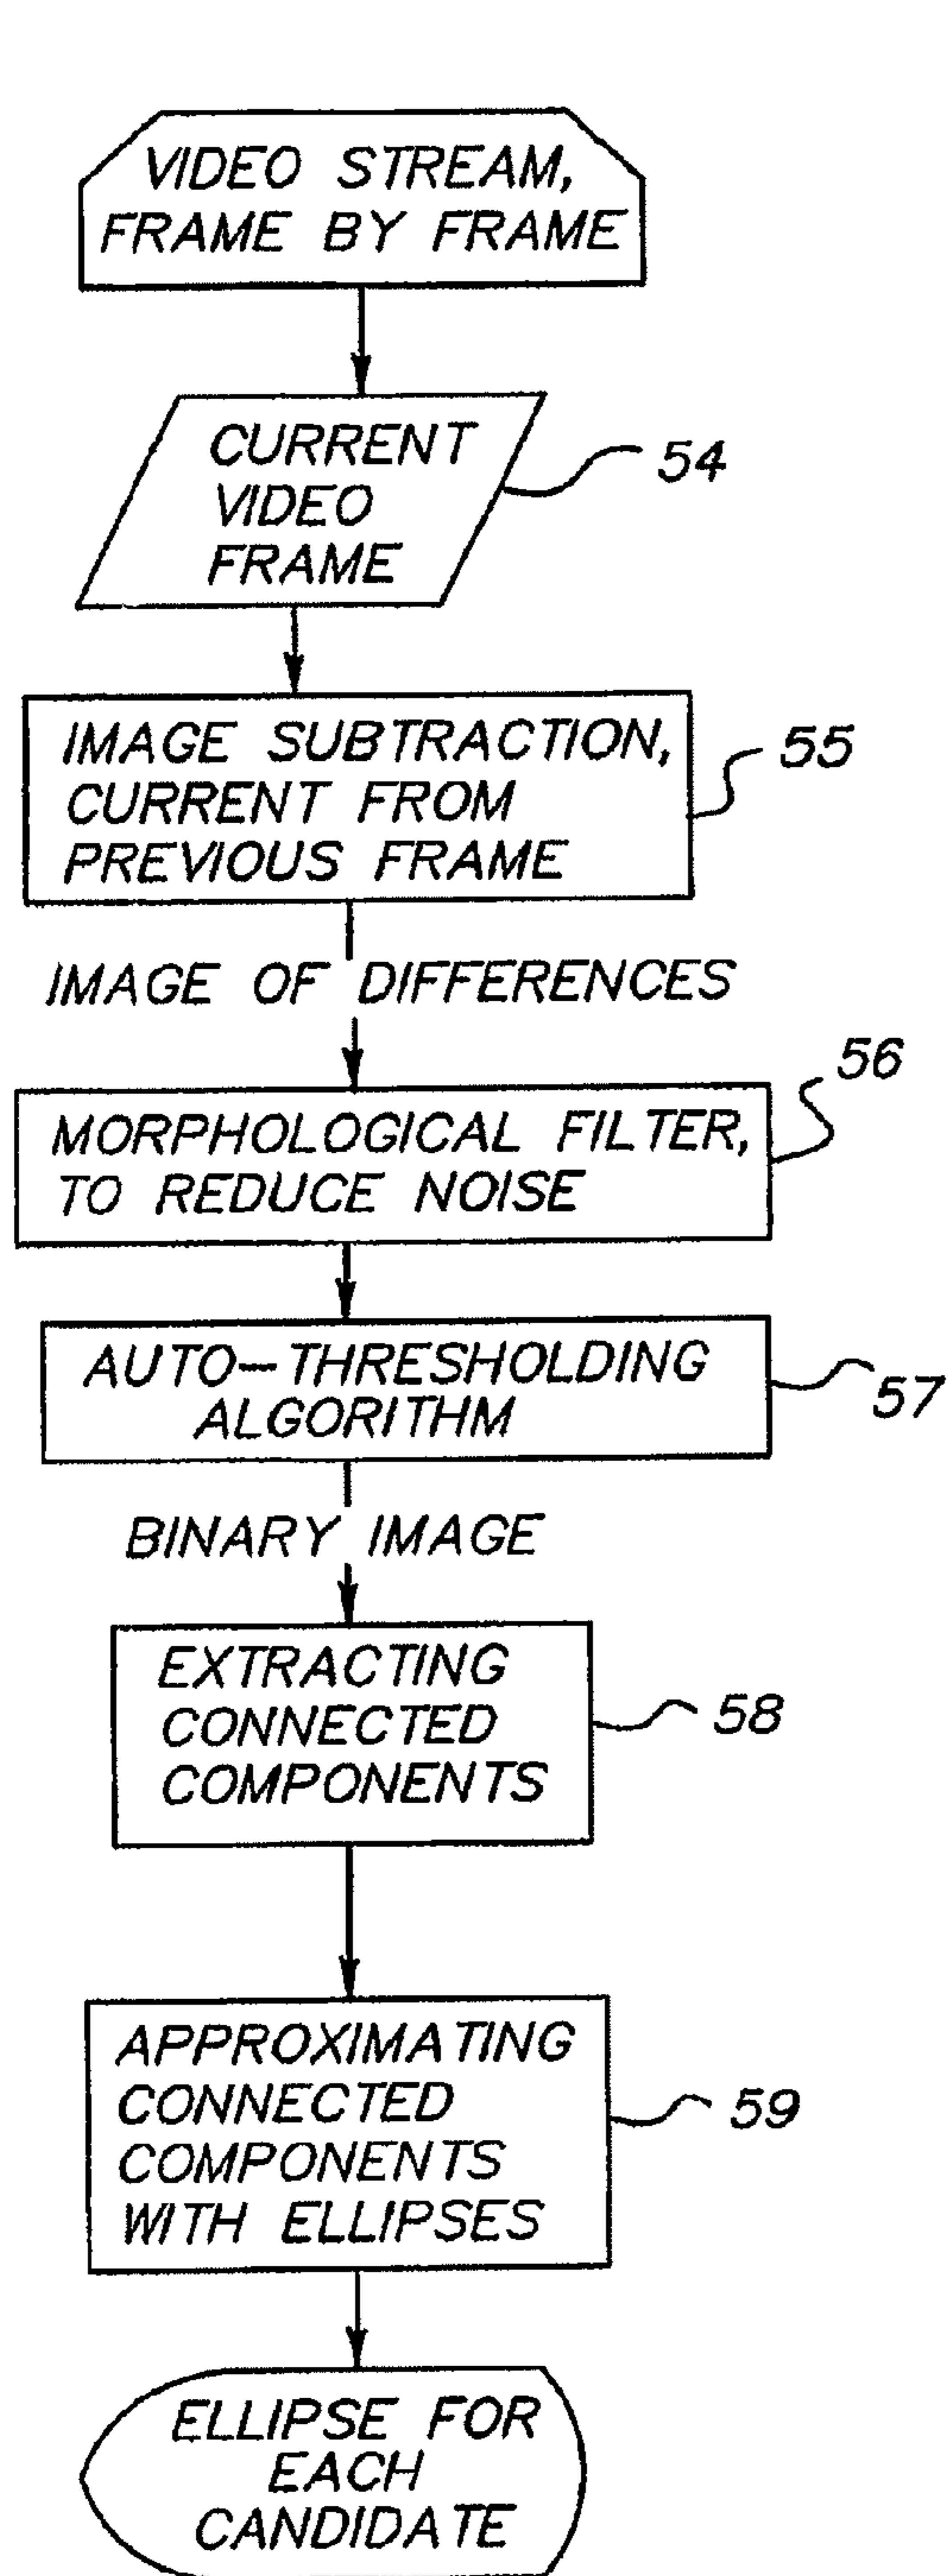 VIDEO STREAM,
FRAME BY FRAME
CURRENT
VIDEO
FRAME
54
IMAGE SUBTRACTION,
CURRENT FROM
PREVIOUS FRAME
55
IMAGE OF DIFFERENCES
56
MORPHOLOGICAL FILTER,
TO REDUCE NOISE
AUTO-THRESHOLDING
ALGORITHM
57
BINARY IMAGE
EXTRACTING
CONNECTED
COMPONENTS
58
APPROXIMATING
CONNECTED
COMPONENTS
WITH ELLIPSES
59
ELLIPSE FOR
EACH
CANDIDATE